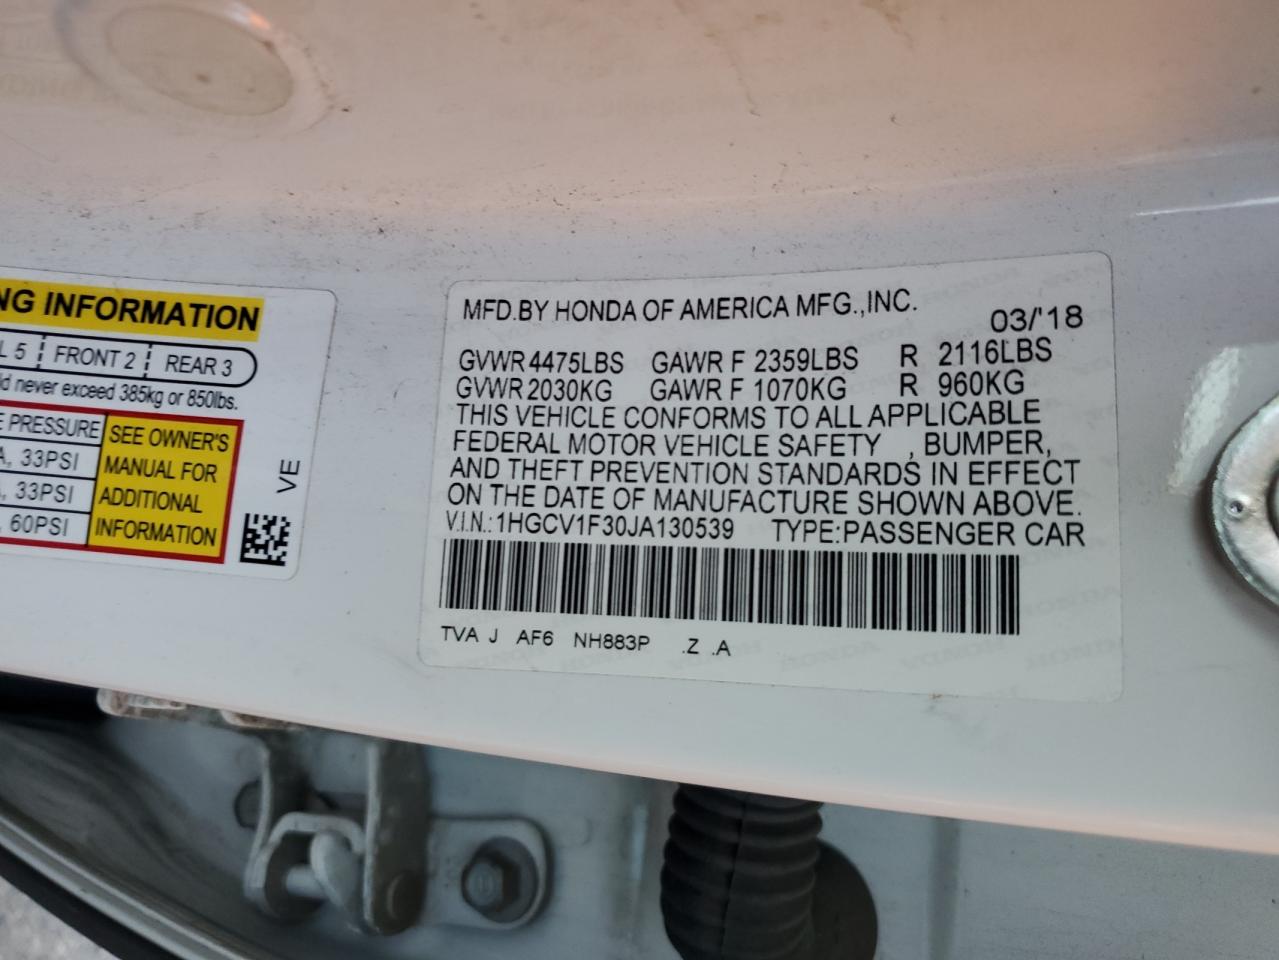 NG INFORMATION
L 5 FRONT 2 REAR 3
ld never exceed 385kg or 850lbs.
E PRESSURE
A, 33PSI
A, 33PSI
, 60PSI
SEE OWNER'S
MANUAL FOR
ADDITIONAL
INFORMATION
VE
MFD.BY HONDA OF AMERICA MFG.,INC.
03/'18
GVWR 4475LBS GAWR F 2359LBS R 2116LBS
GVWR 2030KG GAWR F 1070KG R 960KG
THIS VEHICLE CONFORMS TO ALL APPLICABLE
FEDERAL MOTOR VEHICLE SAFETY , BUMPER,
AND THEFT PREVENTION STANDARDS IN EFFECT
ON THE DATE OF MANUFACTURE SHOWN ABOVE.
V.I.N.:1HGCV1F30JA130539 TYPE:PASSENGER CAR
TVA J AF6 NH883P .Z .A